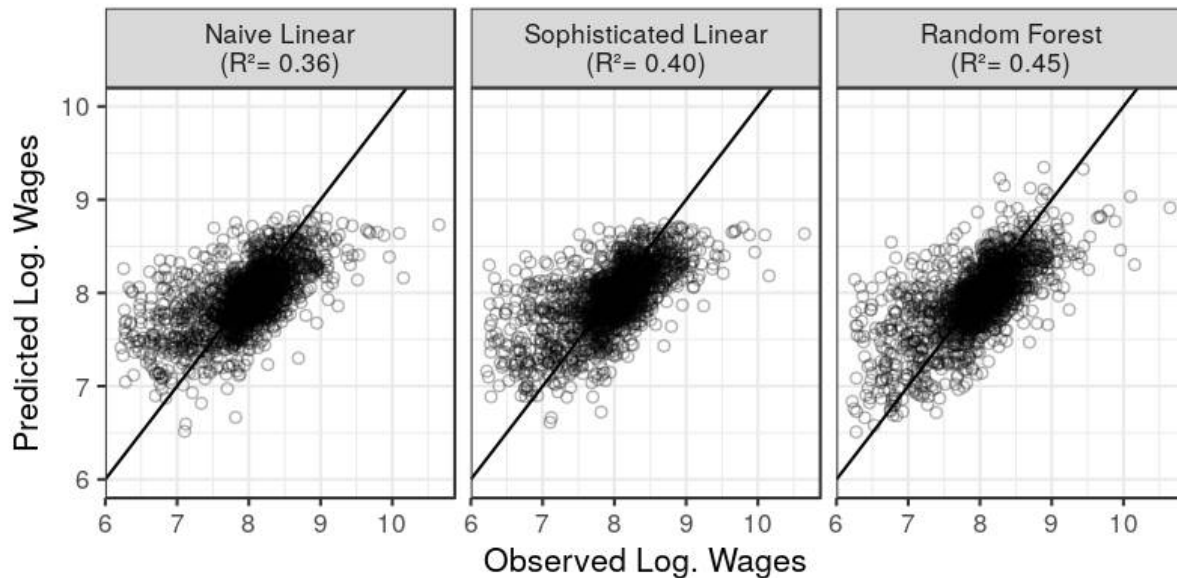 Naive Linear
(R²= 0.36)
Sophisticated Linear
(R²= 0.40)
Random Forest
(R²= 0.45)
Predicted Log. Wages
10
9
8
7
6
6 7 8 9 10
6 7 8 9 10
6 7 8 9 10
Observed Log. Wages